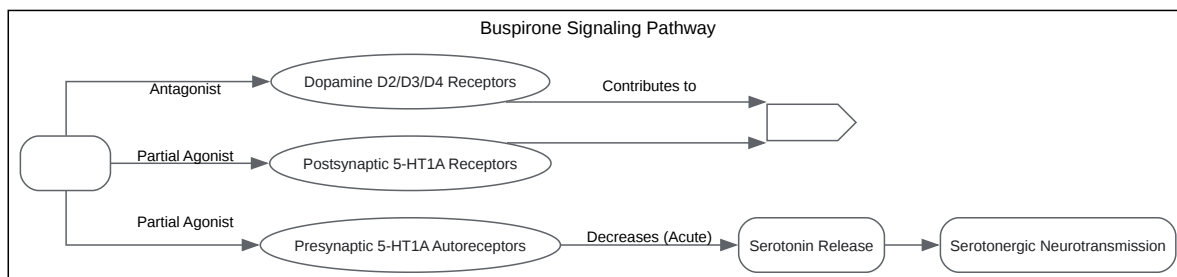 Buspirone Signaling Pathway
Antagonist
Dopamine D2/D3/D4 Receptors
Contributes to
Partial Agonist
Postsynaptic 5-HT1A Receptors
Partial Agonist
Presynaptic 5-HT1A Autoreceptors
Decreases (Acute)
Serotonin Release
Serotonergic Neurotransmission